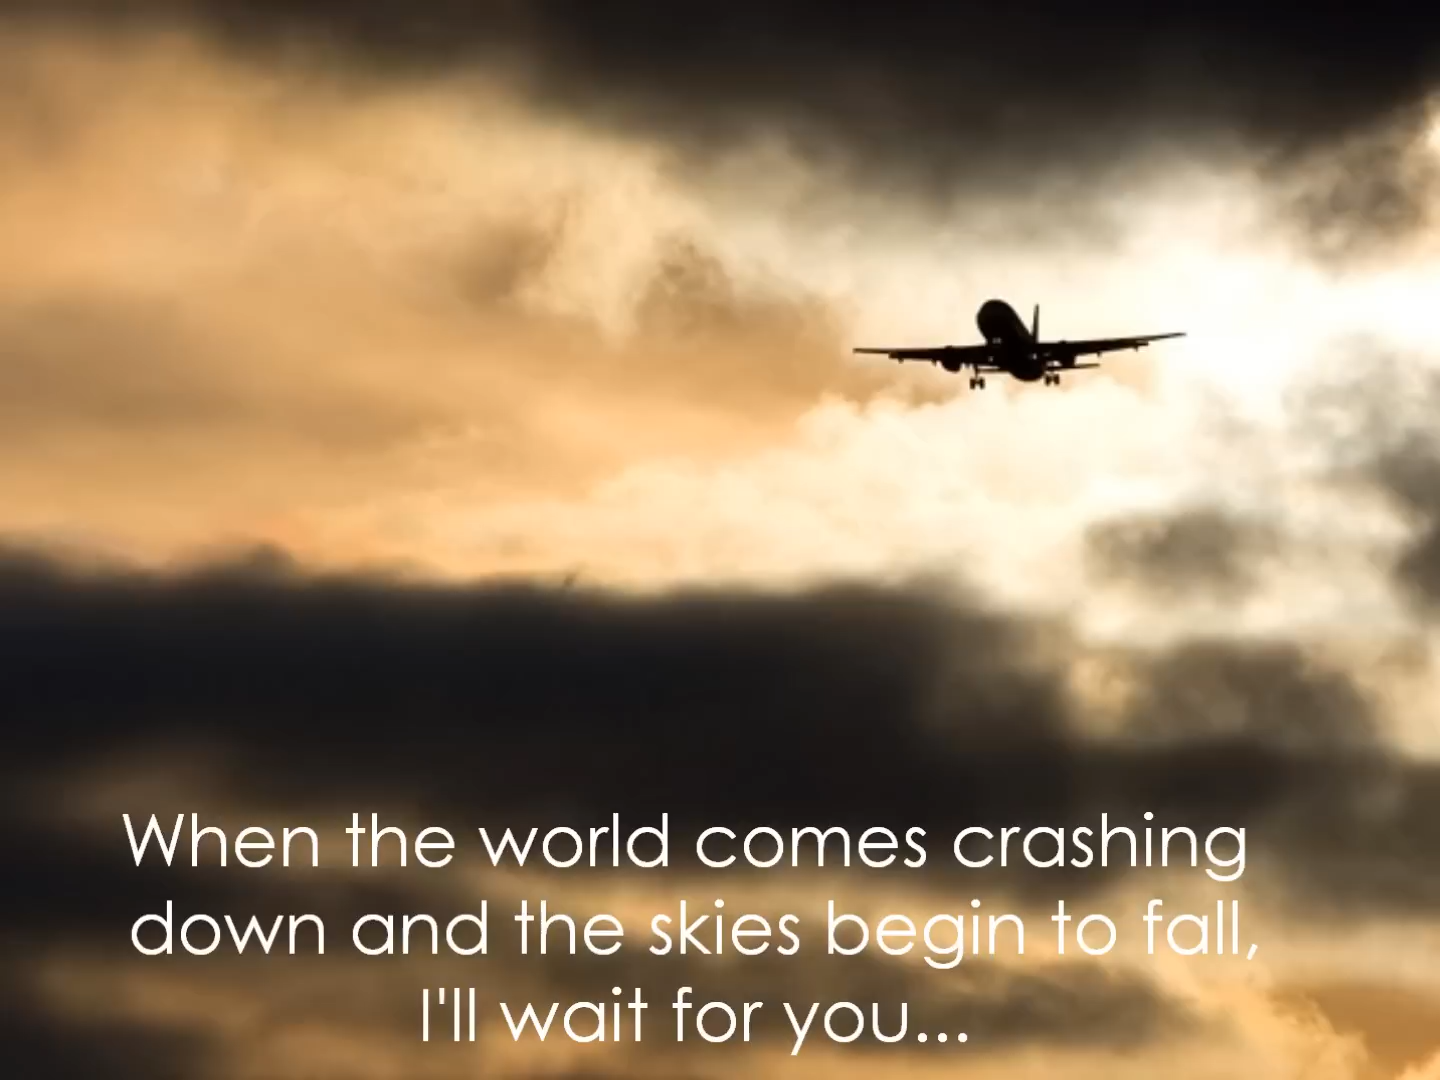 When the world comes crashing
down and the skies begin to fall,
I'll wait for you...